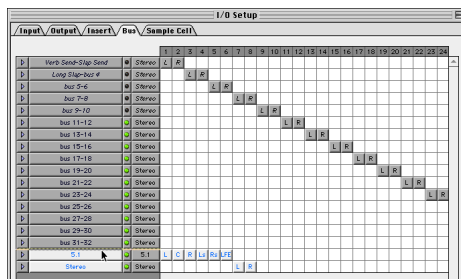 I/O Setup
Input Output Insert Bus Sample Cell
1 2 3 4 5 6 7 8 9 10 11 12 13 14 15 16 17 18 19 20 21 22 23 24
Verb Send-Slap Send Stereo L R
Long Slap-bus 4 Stereo L R
bus 5-6 Stereo L R
bus 7-8 Stereo L R
bus 9-10 Stereo L R
bus 11-12 Stereo L R
bus 13-14 Stereo L R
bus 15-16 Stereo L R
bus 17-18 Stereo L R
bus 19-20 Stereo L R
bus 21-22 Stereo L R
bus 23-24 Stereo L R
bus 25-26 Stereo
bus 27-28 Stereo
bus 29-30 Stereo
bus 31-32 Stereo
5.1 5.1 L C R Ls Rs LFE
Stereo Stereo L R